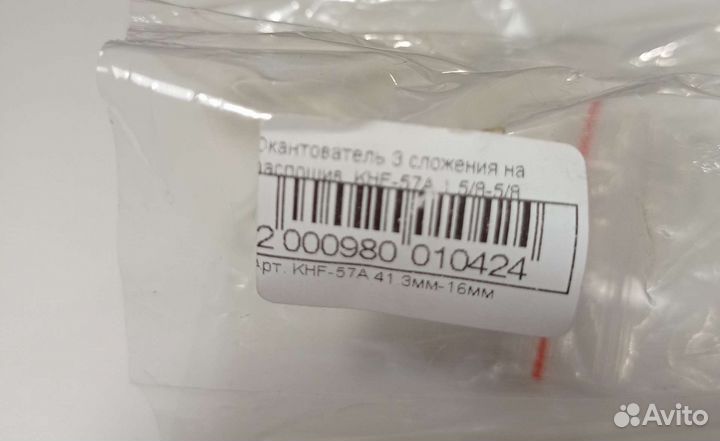 Окантователь 3 сложения на
распошив. KHF-57A 1 5/8-5/8
2 000980 010424
Арт. KHF-57A 41.3мм-16мм
Avito